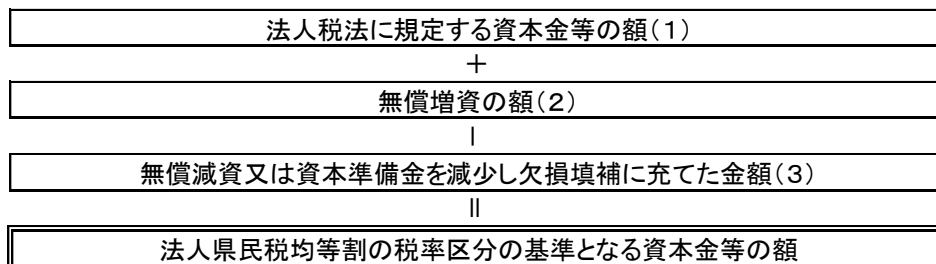 法人税法に規定する資本金等の額(1)
＋
無償増資の額(2)
｜
無償減資又は資本準備金を減少し欠損填補に充てた金額(3)
||
法人県民税均等割の税率区分の基準となる資本金等の額